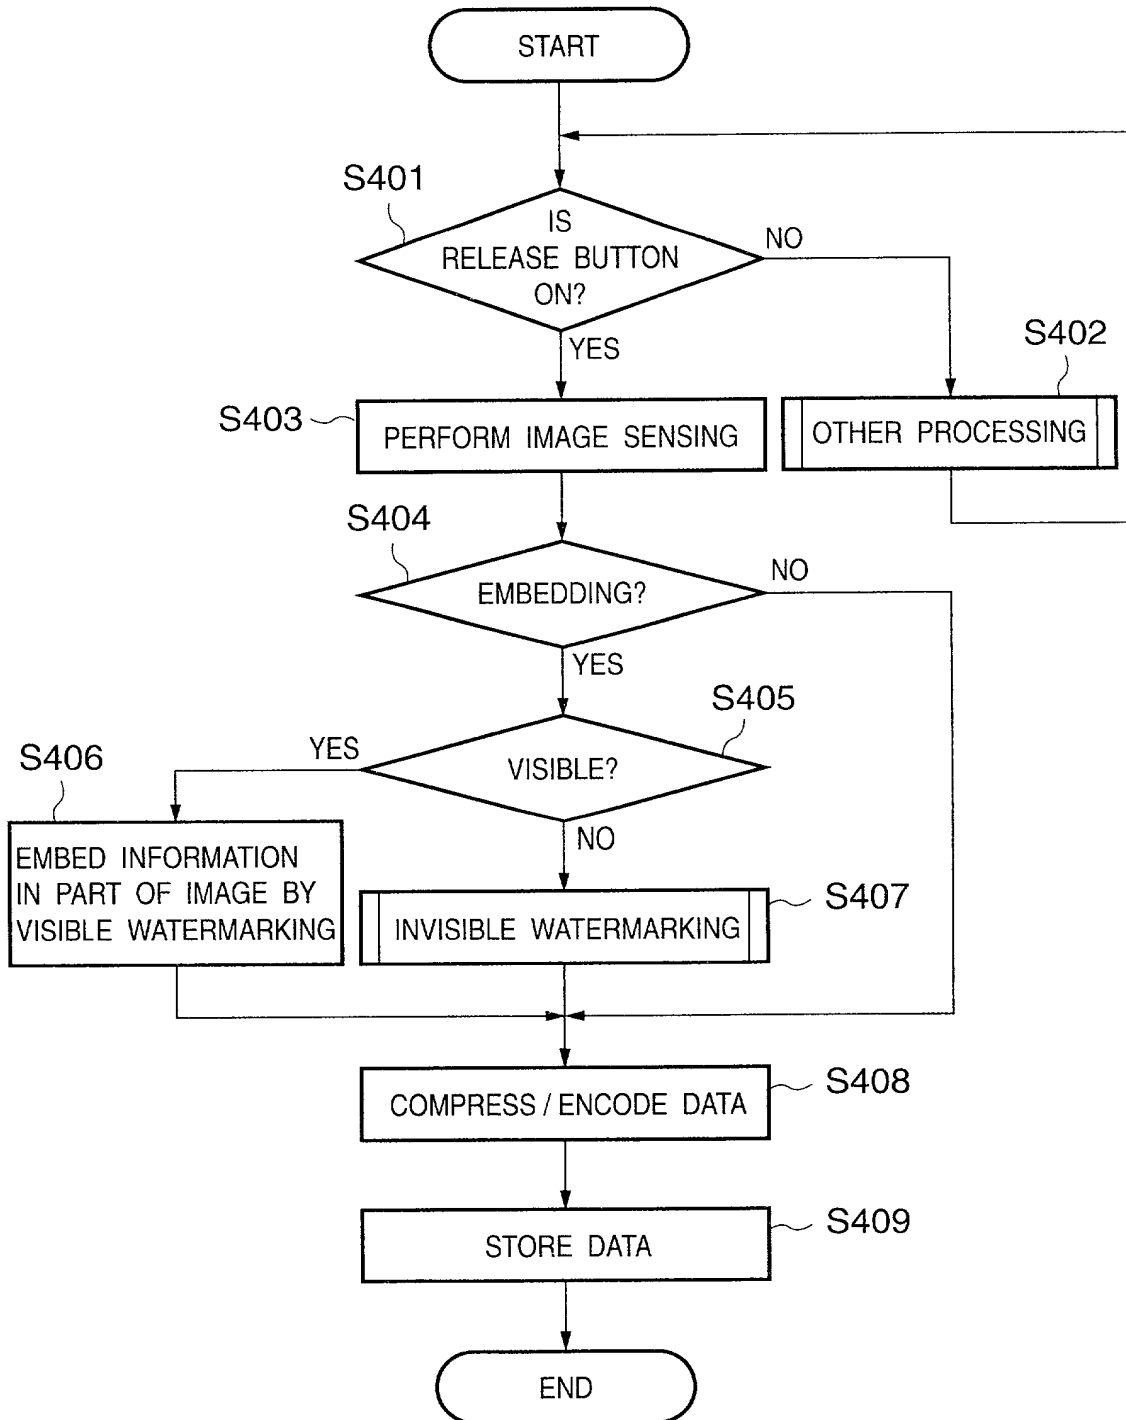 START
S401
IS
RELEASE BUTTON
ON?
NO
YES
S402
OTHER PROCESSING
S403
PERFORM IMAGE SENSING
S404
EMBEDDING?
NO
YES
S405
VISIBLE?
YES
NO
S406
EMBED INFORMATION
IN PART OF IMAGE BY
VISIBLE WATERMARKING
INVISIBLE WATERMARKING
S407
COMPRESS / ENCODE DATA
S408
STORE DATA
S409
END